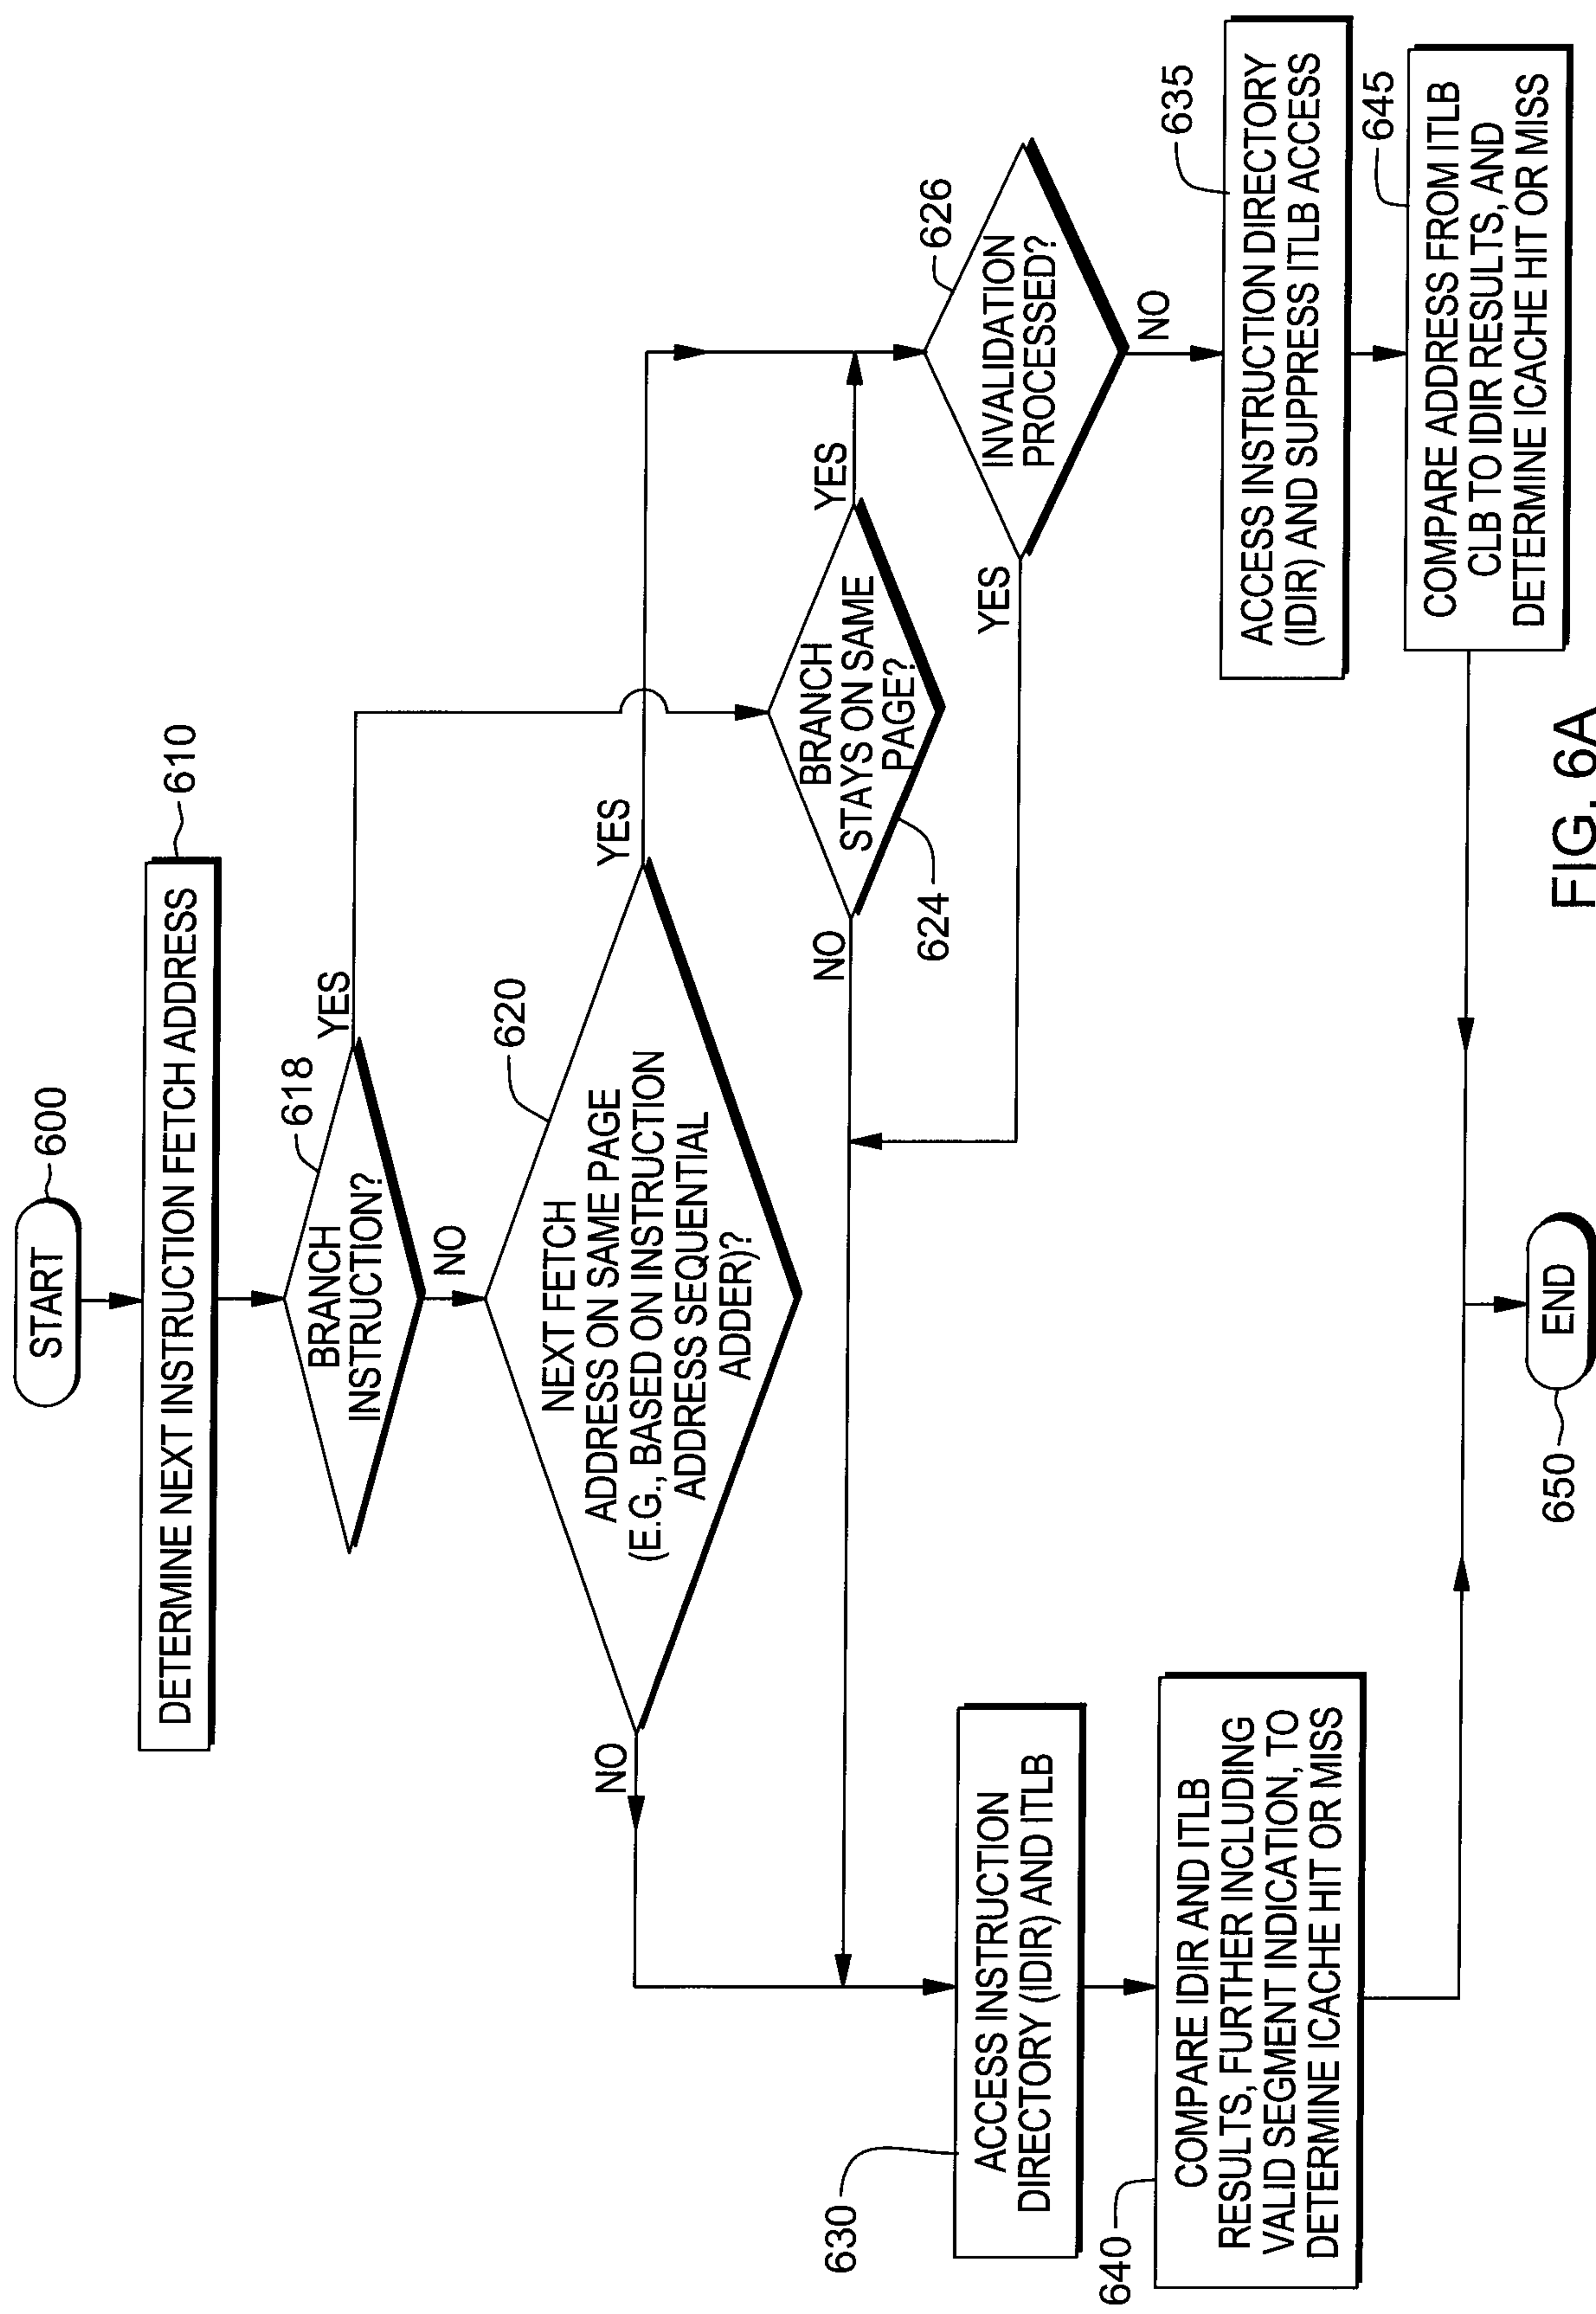 START
600
DETERMINE NEXT INSTRUCTION FETCH ADDRESS
610
BRANCH
INSTRUCTION?
618
YES
NO
NEXT FETCH
ADDRESS ON SAME PAGE
(E.G., BASED ON INSTRUCTION
ADDRESS SEQUENTIAL
ADDER)?
620
YES
NO
BRANCH
STAYS ON SAME
PAGE?
624
YES
NO
INVALIDATION
PROCESSED?
626
YES
NO
ACCESS INSTRUCTION
DIRECTORY (IDIR) AND ITLB
630
COMPARE IDIR AND ITLB
RESULTS, FURTHER INCLUDING
VALID SEGMENT INDICATION, TO
DETERMINE ICACHE HIT OR MISS
640
ACCESS INSTRUCTION DIRECTORY
(IDIR) AND SUPPRESS ITLB ACCESS
635
COMPARE ADDRESS FROM ITLB
CLB TO IDIR RESULTS, AND
DETERMINE ICACHE HIT OR MISS
645
END
650
FIG. 6A